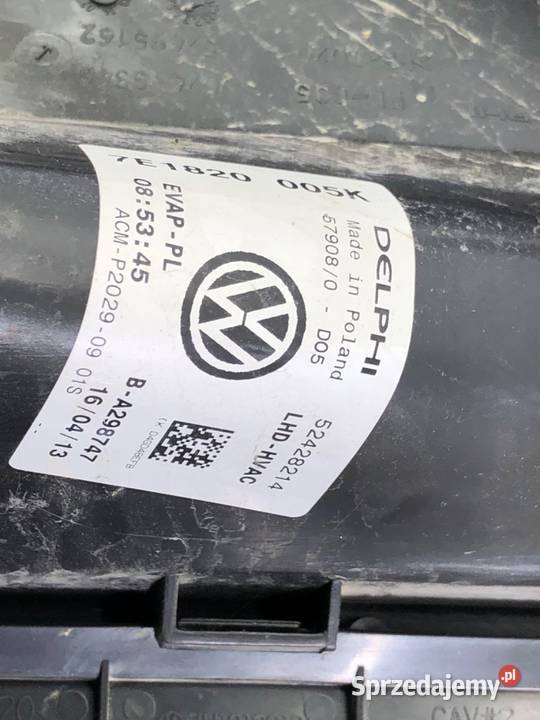 7E1820 005K
DELPHI
Made in Poland
57908/0 - D05
EVAP-PL
08:53:45
ACM-P2029-09 01S
52428214
LHD-HVAC
B-A298747
16/04/13
Sprzedajemy.pl